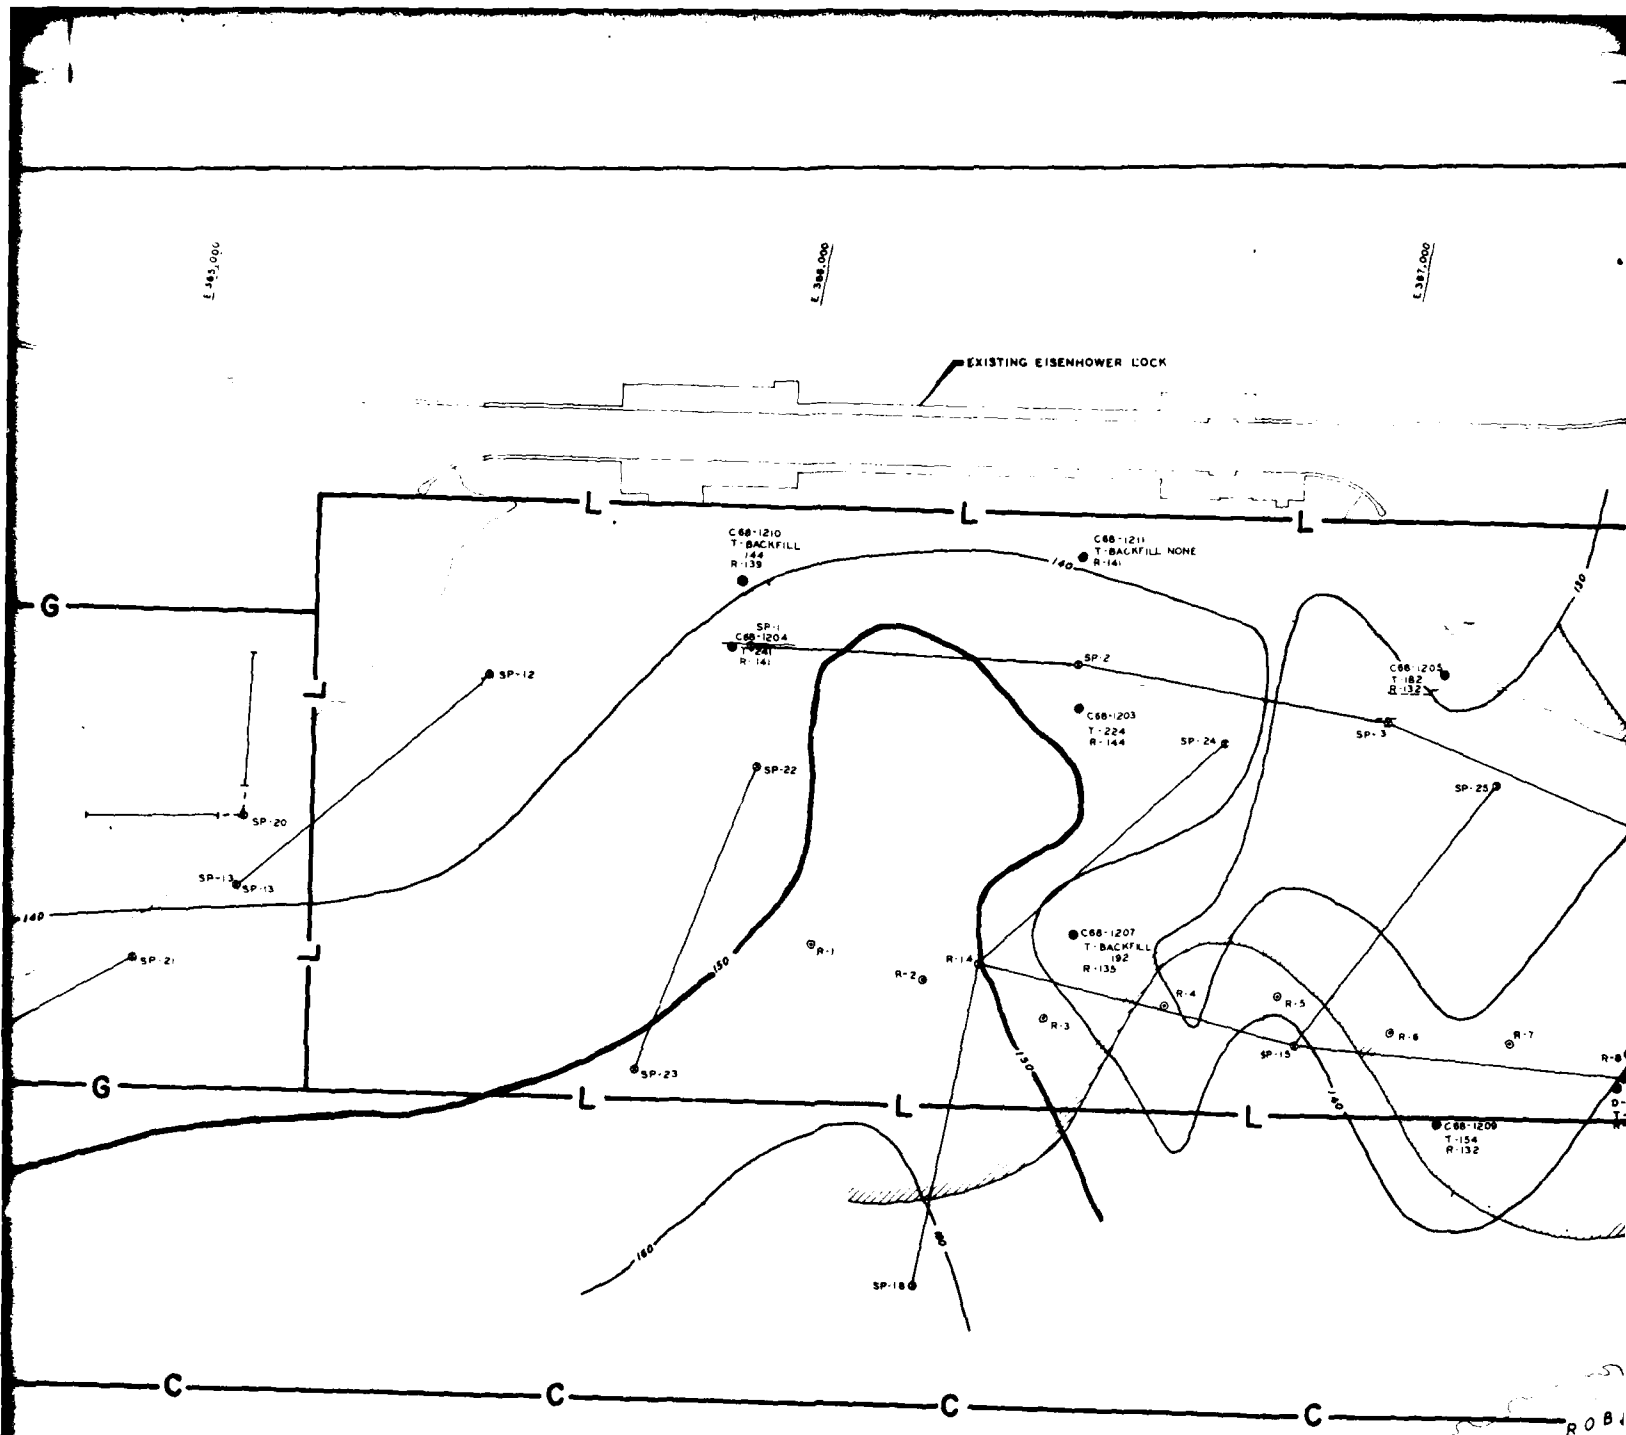 E 385,000
E 386,000
E 387,000
EXISTING EISENHOWER LOCK
L
L
L
C68-1210
T-BACKFILL
144
R-139
C68-1211
T-BACKFILL NONE
R-141
140
130
G
SP-1
C68-1204
T-241
R-141
SP-2
C68-1205
T-182
R-132
L
SP-12
C68-1203
T-224
R-144
SP-24
SP-3
SP-22
SP-25
SP-20
SP-13
SP-13
140
L
SP-21
150
R-1
R-2
R-14
C68-1207
T-BACKFILL
192
R-135
R-3
R-4
R-5
R-6
R-7
R-8
SP-15
150
SP-23
G
L
L
L
140
C68-1209
T-154
R-132
D-
T-
160
160
SP-18
C
C
C
C